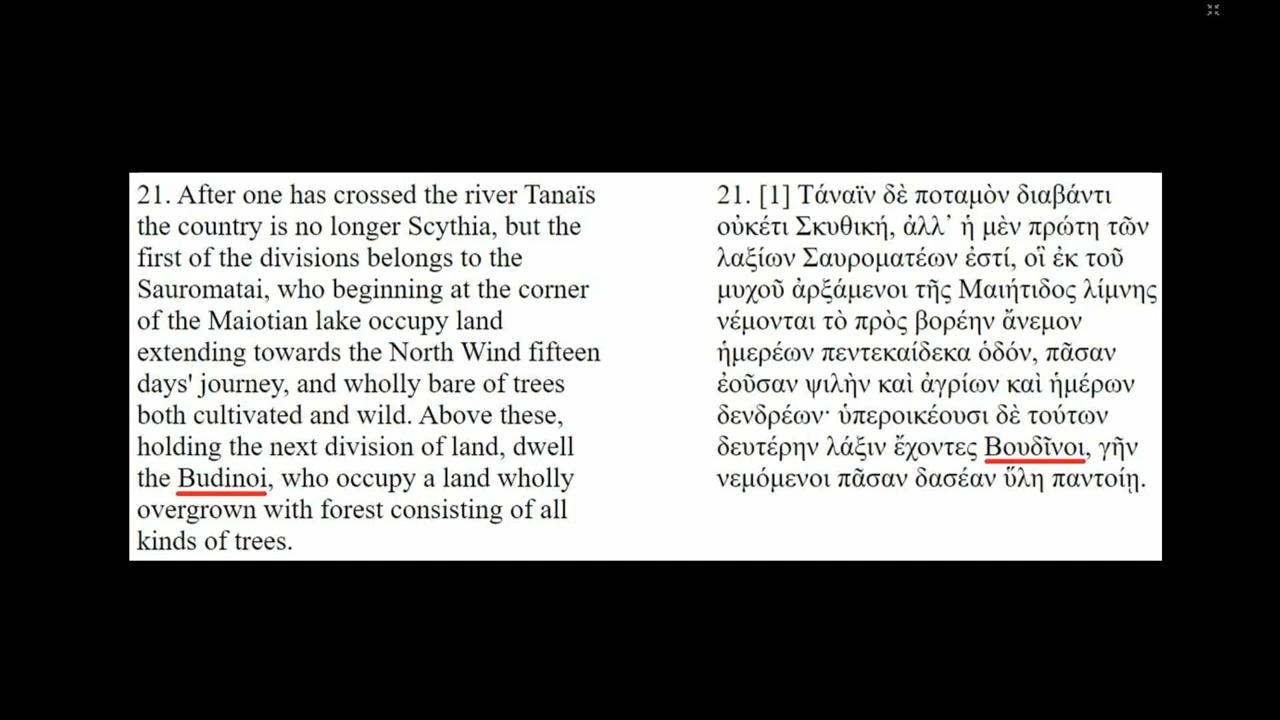 21. After one has crossed the river Tanaïs
the country is no longer Scythia, but the
first of the divisions belongs to the
Sauromatai, who beginning at the corner
of the Maiotian lake occupy land
extending towards the North Wind fifteen
days' journey, and wholly bare of trees
both cultivated and wild. Above these,
holding the next division of land, dwell
the Budinoi, who occupy a land wholly
overgrown with forest consisting of all
kinds of trees.
21. [1] Τάναϊν δὲ ποταμὸν διαβάντι
οὐκέτι Σκυθική, ἀλλ᾽ ἡ μὲν πρώτη τῶν
λαξίων Σαυροματέων ἐστί, οἳ ἐκ τοῦ
μυχοῦ ἀρξάμενοι τῆς Μαιήτιδος λίμνης
νέμονται τὸ πρὸς βορέην ἄνεμον
ἡμερέων πεντεκαίδεκα ὁδόν, πᾶσαν
ἐοῦσαν ψιλὴν καὶ ἀγρίων καὶ ἡμέρων
δενδρέων· ὑπεροικέουσι δὲ τούτων
δευτέρην λάξιν ἔχοντες Βουδῖνοι, γῆν
νεμόμενοι πᾶσαν δασέαν ὕλη παντοίῃ.